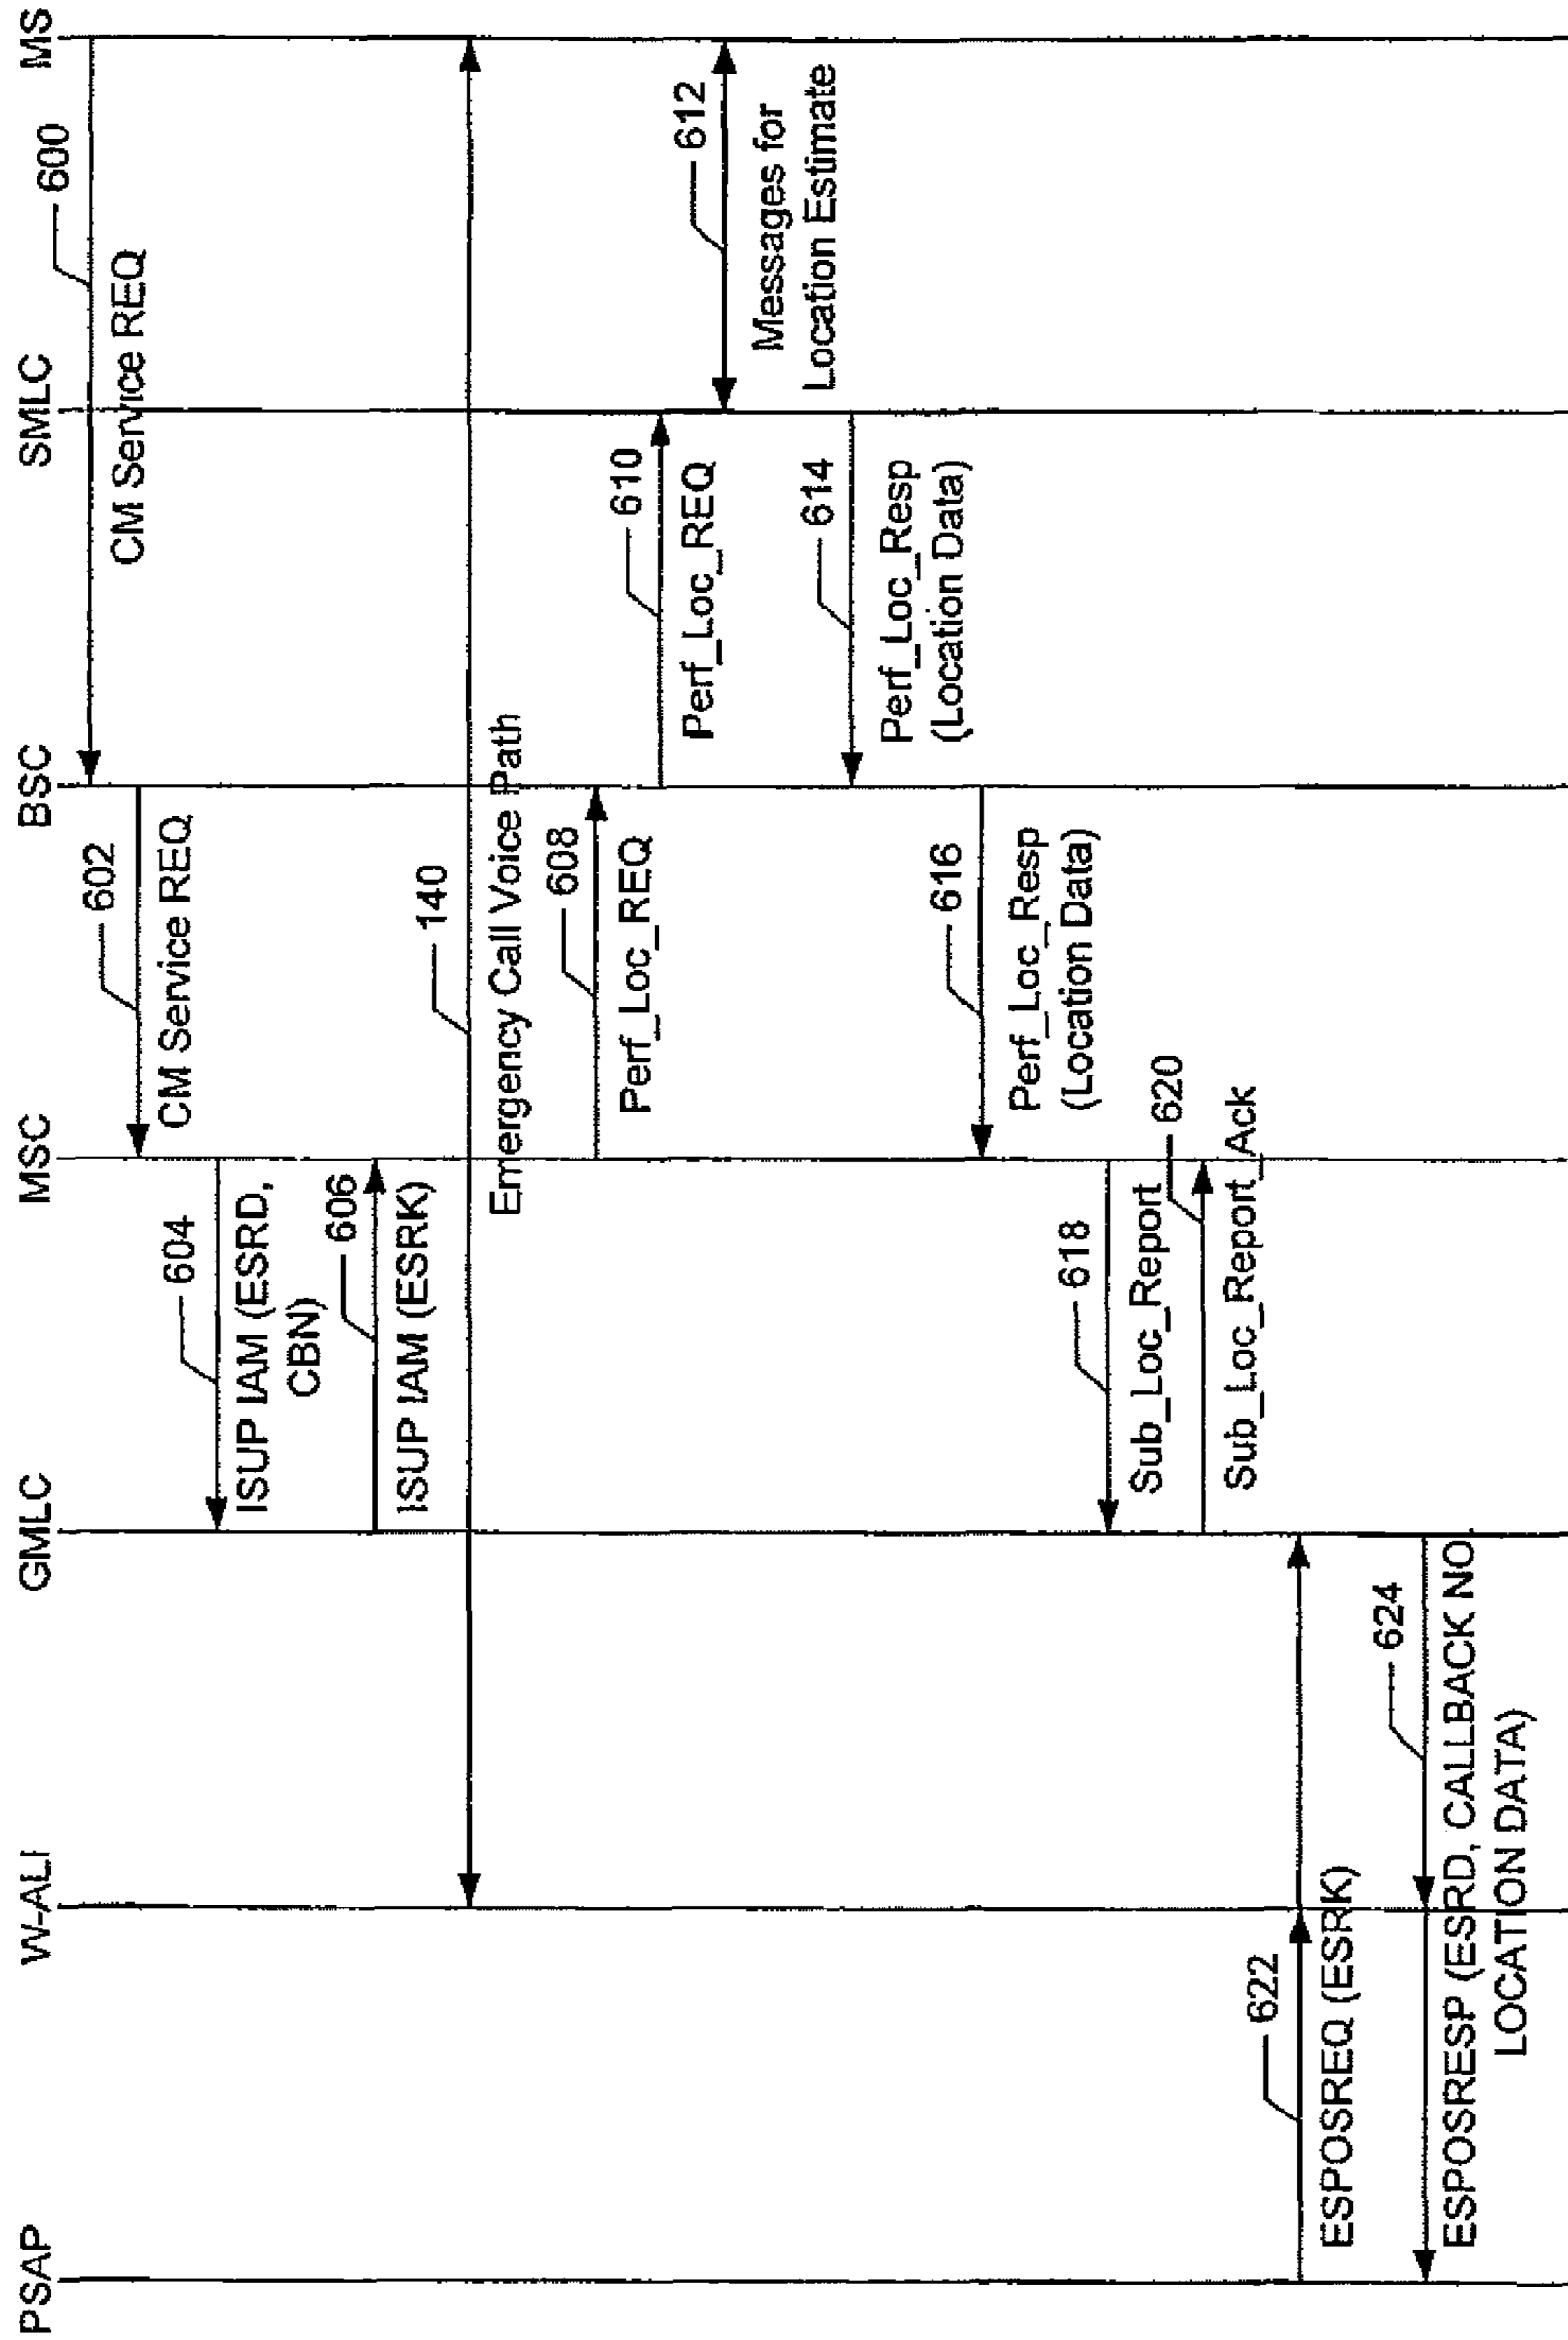 PSAP
W-ALI
GMLC
MSC
BSC
SMLC
MS
600
CM Service REQ
602
CM Service REQ
604
ISUP IAM (ESRD,
CBN)
606
ISUP IAM (ESRK)
140
Emergency Call Voice Path
608
Perf_Loc_REQ
610
Perf_Loc_REQ
612
Messages for
Location Estimate
614
Perf_Loc_Resp
(Location Data)
616
Perf_Loc_Resp
(Location Data)
618
Sub_Loc_Report
620
Sub_Loc_Report_Ack
622
ESPOSREQ (ESRK)
624
ESPOSRESP (ESRD, CALLBACK NO
LOCATION DATA)